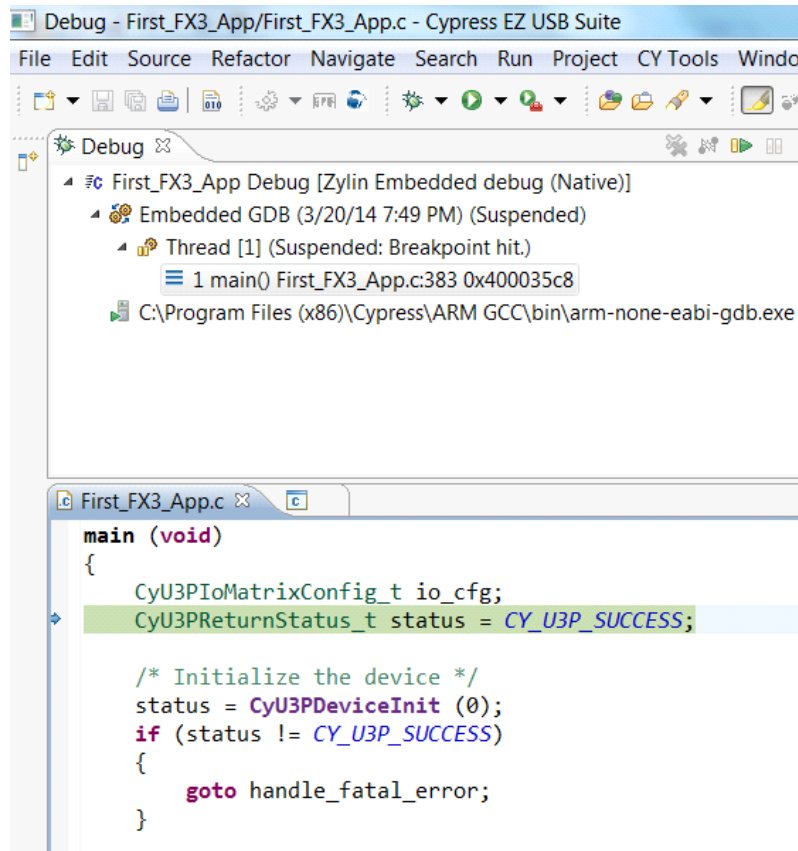 Debug - First_FX3_App/First_FX3_App.c - Cypress EZ USB Suite
File Edit Source Refactor Navigate Search Run Project CY Tools Windo
010
Debug
First_FX3_App Debug [Zylin Embedded debug (Native)]
Embedded GDB (3/20/14 7:49 PM) (Suspended)
Thread [1] (Suspended: Breakpoint hit.)
1 main() First_FX3_App.c:383 0x400035c8
C:\Program Files (x86)\Cypress\ARM GCC\bin\arm-none-eabi-gdb.exe
.c First_FX3_App.c c
main (void)
{
CyU3PIoMatrixConfig_t io_cfg;
CyU3PReturnStatus_t status = CY_U3P_SUCCESS;
/* Initialize the device */
status = CyU3PDeviceInit (0);
if (status != CY_U3P_SUCCESS)
{
goto handle_fatal_error;
}